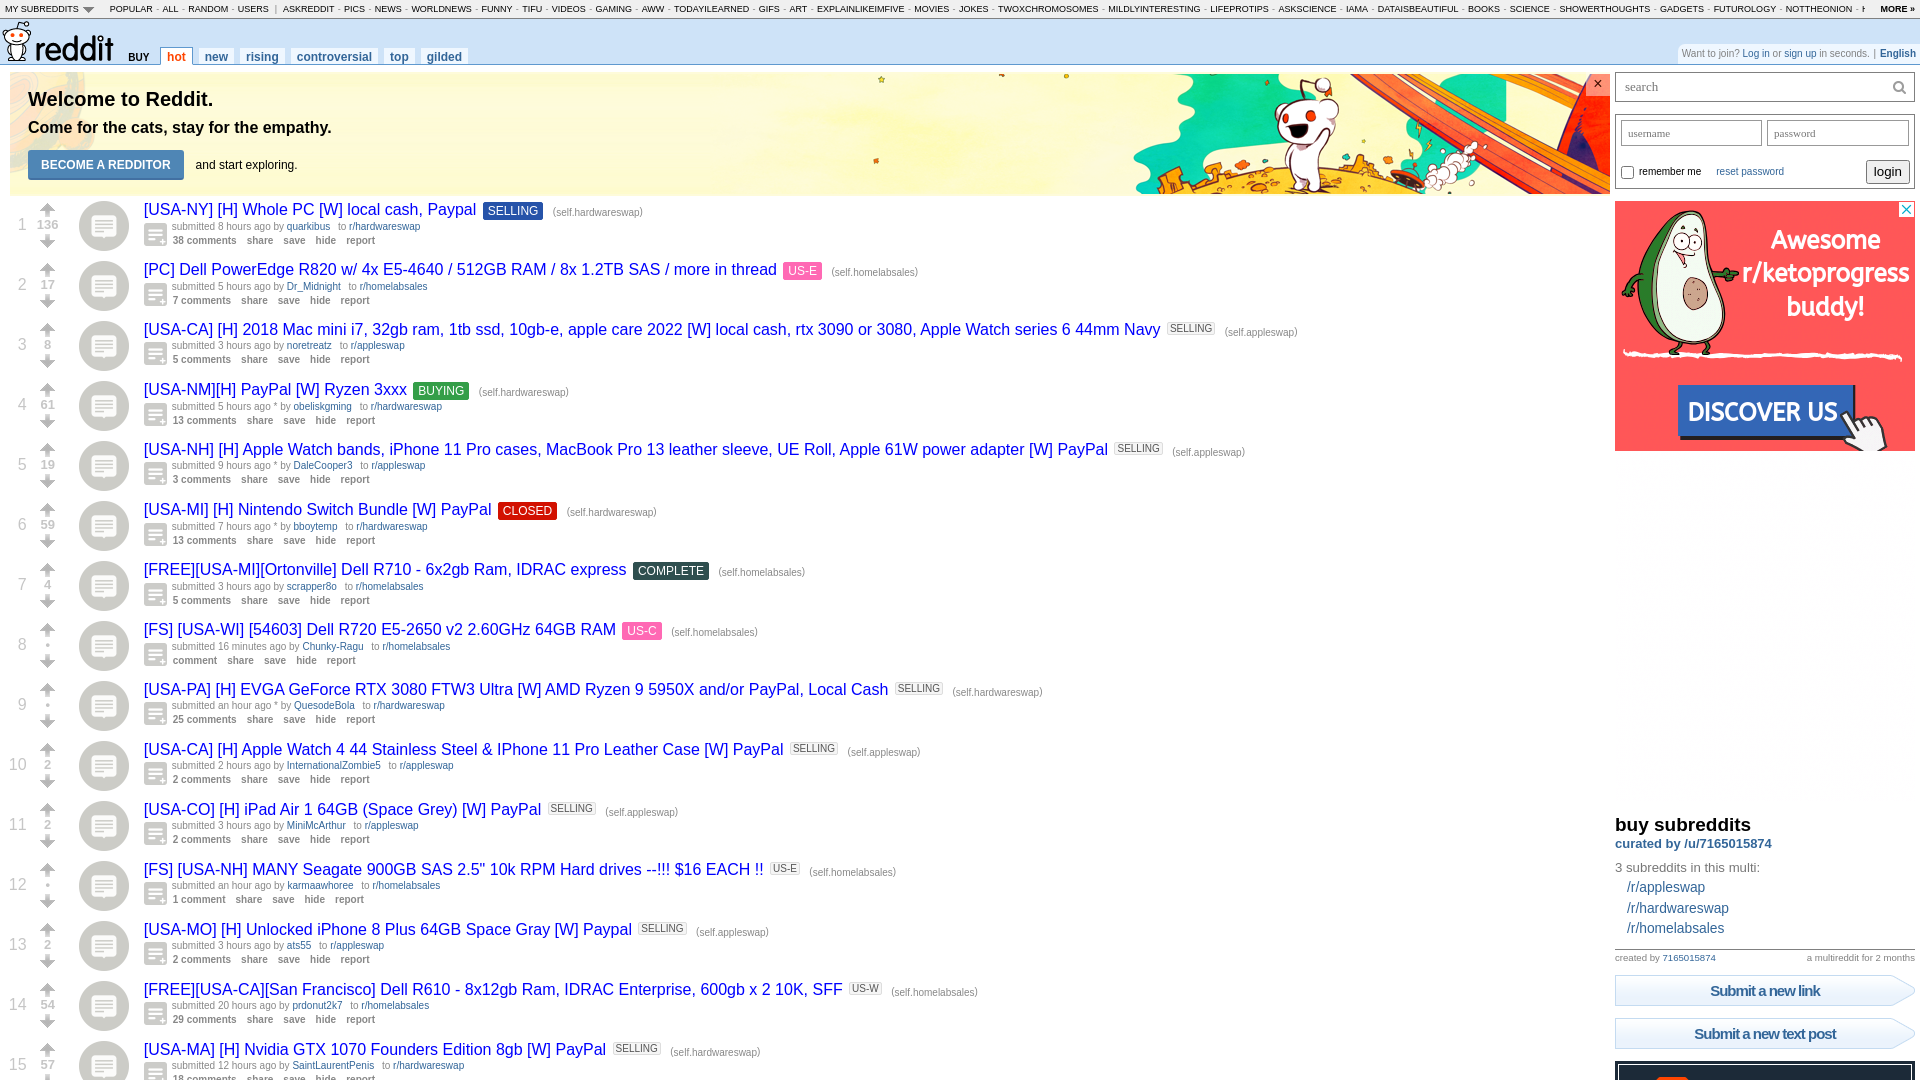 MY SUBREDDITS POPULAR - ALL - RANDOM - USERS | ASKREDDIT - PICS - NEWS - WORLDNEWS - FUNNY - TIFU - VIDEOS - GAMING - AWW - TODAYILEARNED - GIFS - ART - EXPLAINLIKEIMFIVE - MOVIES - JOKES - TWOXCHROMOSOMES - MILDLYINTERESTING - LIFEPROTIPS - ASKSCIENCE - IAMA - DATAISBEAUTIFUL - BOOKS - SCIENCE - SHOWERTHOUGHTS - GADGETS - FUTUROLOGY - NOTTHEONION - MORE »
reddit BUY hot new rising controversial top gilded
Want to join? Log in or sign up in seconds. | English
Welcome to Reddit.
Come for the cats, stay for the empathy.
BECOME A REDDITOR and start exploring.
×
search
username password
remember me reset password login
1 136 [USA-NY] [H] Whole PC [W] local cash, Paypal SELLING (self.hardwareswap)
submitted 8 hours ago by quarkibus to r/hardwareswap
38 comments share save hide report
2 17 [PC] Dell PowerEdge R820 w/ 4x E5-4640 / 512GB RAM / 8x 1.2TB SAS / more in thread US-E (self.homelabsales)
submitted 5 hours ago by Dr_Midnight to r/homelabsales
7 comments share save hide report
3 8 [USA-CA] [H] 2018 Mac mini i7, 32gb ram, 1tb ssd, 10gb-e, apple care 2022 [W] local cash, rtx 3090 or 3080, Apple Watch series 6 44mm Navy SELLING (self.appleswap)
submitted 3 hours ago by noretreatz to r/appleswap
5 comments share save hide report
4 61 [USA-NM][H] PayPal [W] Ryzen 3xxx BUYING (self.hardwareswap)
submitted 5 hours ago * by obeliskgming to r/hardwareswap
13 comments share save hide report
5 19 [USA-NH] [H] Apple Watch bands, iPhone 11 Pro cases, MacBook Pro 13 leather sleeve, UE Roll, Apple 61W power adapter [W] PayPal SELLING (self.appleswap)
submitted 9 hours ago * by DaleCooper3 to r/appleswap
3 comments share save hide report
6 59 [USA-MI] [H] Nintendo Switch Bundle [W] PayPal CLOSED (self.hardwareswap)
submitted 7 hours ago * by bboytemp to r/hardwareswap
13 comments share save hide report
7 4 [FREE][USA-MI][Ortonville] Dell R710 - 6x2gb Ram, IDRAC express COMPLETE (self.homelabsales)
submitted 3 hours ago by scrapper8o to r/homelabsales
5 comments share save hide report
8 • [FS] [USA-WI] [54603] Dell R720 E5-2650 v2 2.60GHz 64GB RAM US-C (self.homelabsales)
submitted 16 minutes ago by Chunky-Ragu to r/homelabsales
comment share save hide report
9 • [USA-PA] [H] EVGA GeForce RTX 3080 FTW3 Ultra [W] AMD Ryzen 9 5950X and/or PayPal, Local Cash SELLING (self.hardwareswap)
submitted an hour ago * by QuesodeBola to r/hardwareswap
25 comments share save hide report
10 2 [USA-CA] [H] Apple Watch 4 44 Stainless Steel & IPhone 11 Pro Leather Case [W] PayPal SELLING (self.appleswap)
submitted 2 hours ago by InternationalZombie5 to r/appleswap
2 comments share save hide report
11 2 [USA-CO] [H] iPad Air 1 64GB (Space Grey) [W] PayPal SELLING (self.appleswap)
submitted 3 hours ago by MiniMcArthur to r/appleswap
2 comments share save hide report
12 • [FS] [USA-NH] MANY Seagate 900GB SAS 2.5" 10k RPM Hard drives --!!! $16 EACH !! US-E (self.homelabsales)
submitted an hour ago by karmaawhoree to r/homelabsales
1 comment share save hide report
13 2 [USA-MO] [H] Unlocked iPhone 8 Plus 64GB Space Gray [W] Paypal SELLING (self.appleswap)
submitted 3 hours ago by ats55 to r/appleswap
2 comments share save hide report
14 54 [FREE][USA-CA][San Francisco] Dell R610 - 8x12gb Ram, IDRAC Enterprise, 600gb x 2 10K, SFF US-W (self.homelabsales)
submitted 20 hours ago by prdonut2k7 to r/homelabsales
29 comments share save hide report
15 57 [USA-MA] [H] Nvidia GTX 1070 Founders Edition 8gb [W] PayPal SELLING (self.hardwareswap)
submitted 12 hours ago by SaintLaurentPenis to r/hardwareswap
18 comments share save hide report
Awesome
r/ketoprogress
buddy!
DISCOVER US
buy subreddits
curated by /u/7165015874
3 subreddits in this multi:
/r/appleswap
/r/hardwareswap
/r/homelabsales
created by 7165015874 a multireddit for 2 months
Submit a new link
Submit a new text post